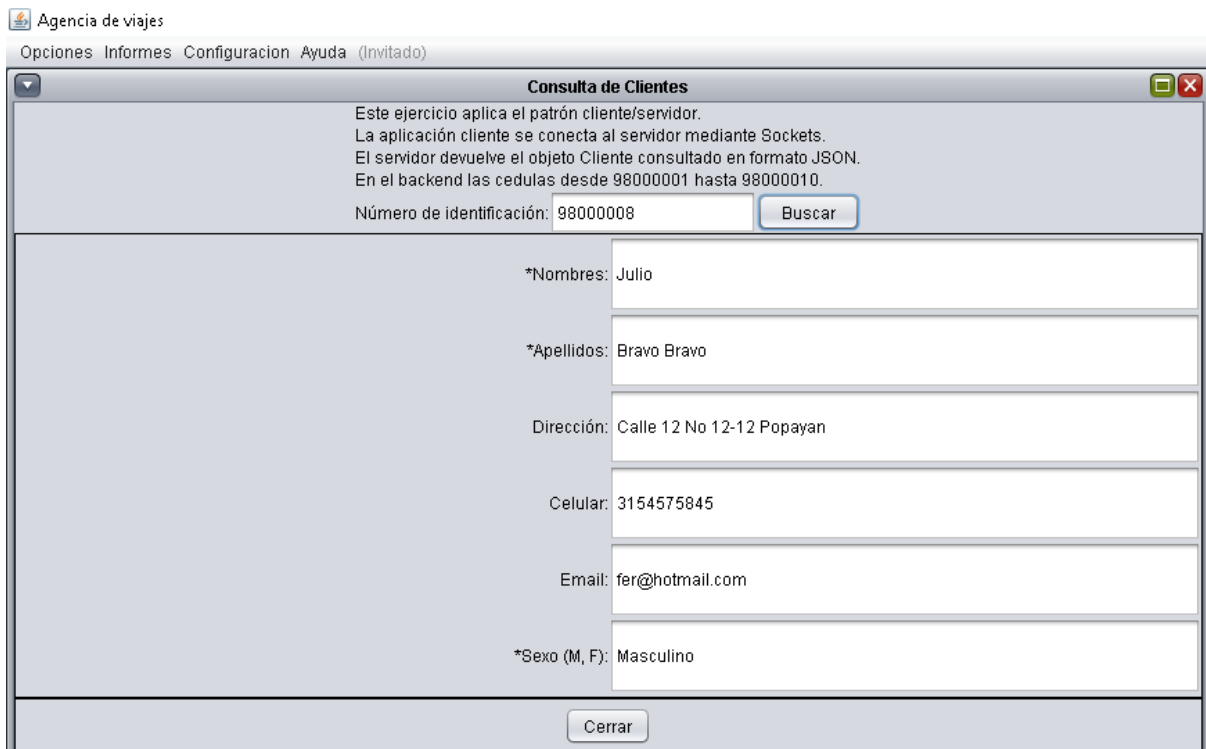 Agencia de viajes
Opciones Informes Configuracion Ayuda (Invitado)
Consulta de Clientes
Este ejercicio aplica el patrón cliente/servidor.
La aplicación cliente se conecta al servidor mediante Sockets.
El servidor devuelve el objeto Cliente consultado en formato JSON.
En el backend las cedulas desde 98000001 hasta 98000010.
Número de identificación: 98000008 Buscar
*Nombres: Julio
*Apellidos: Bravo Bravo
Dirección: Calle 12 No 12-12 Popayan
Celular: 3154575845
Email: fer@hotmail.com
*Sexo (M, F): Masculino
Cerrar